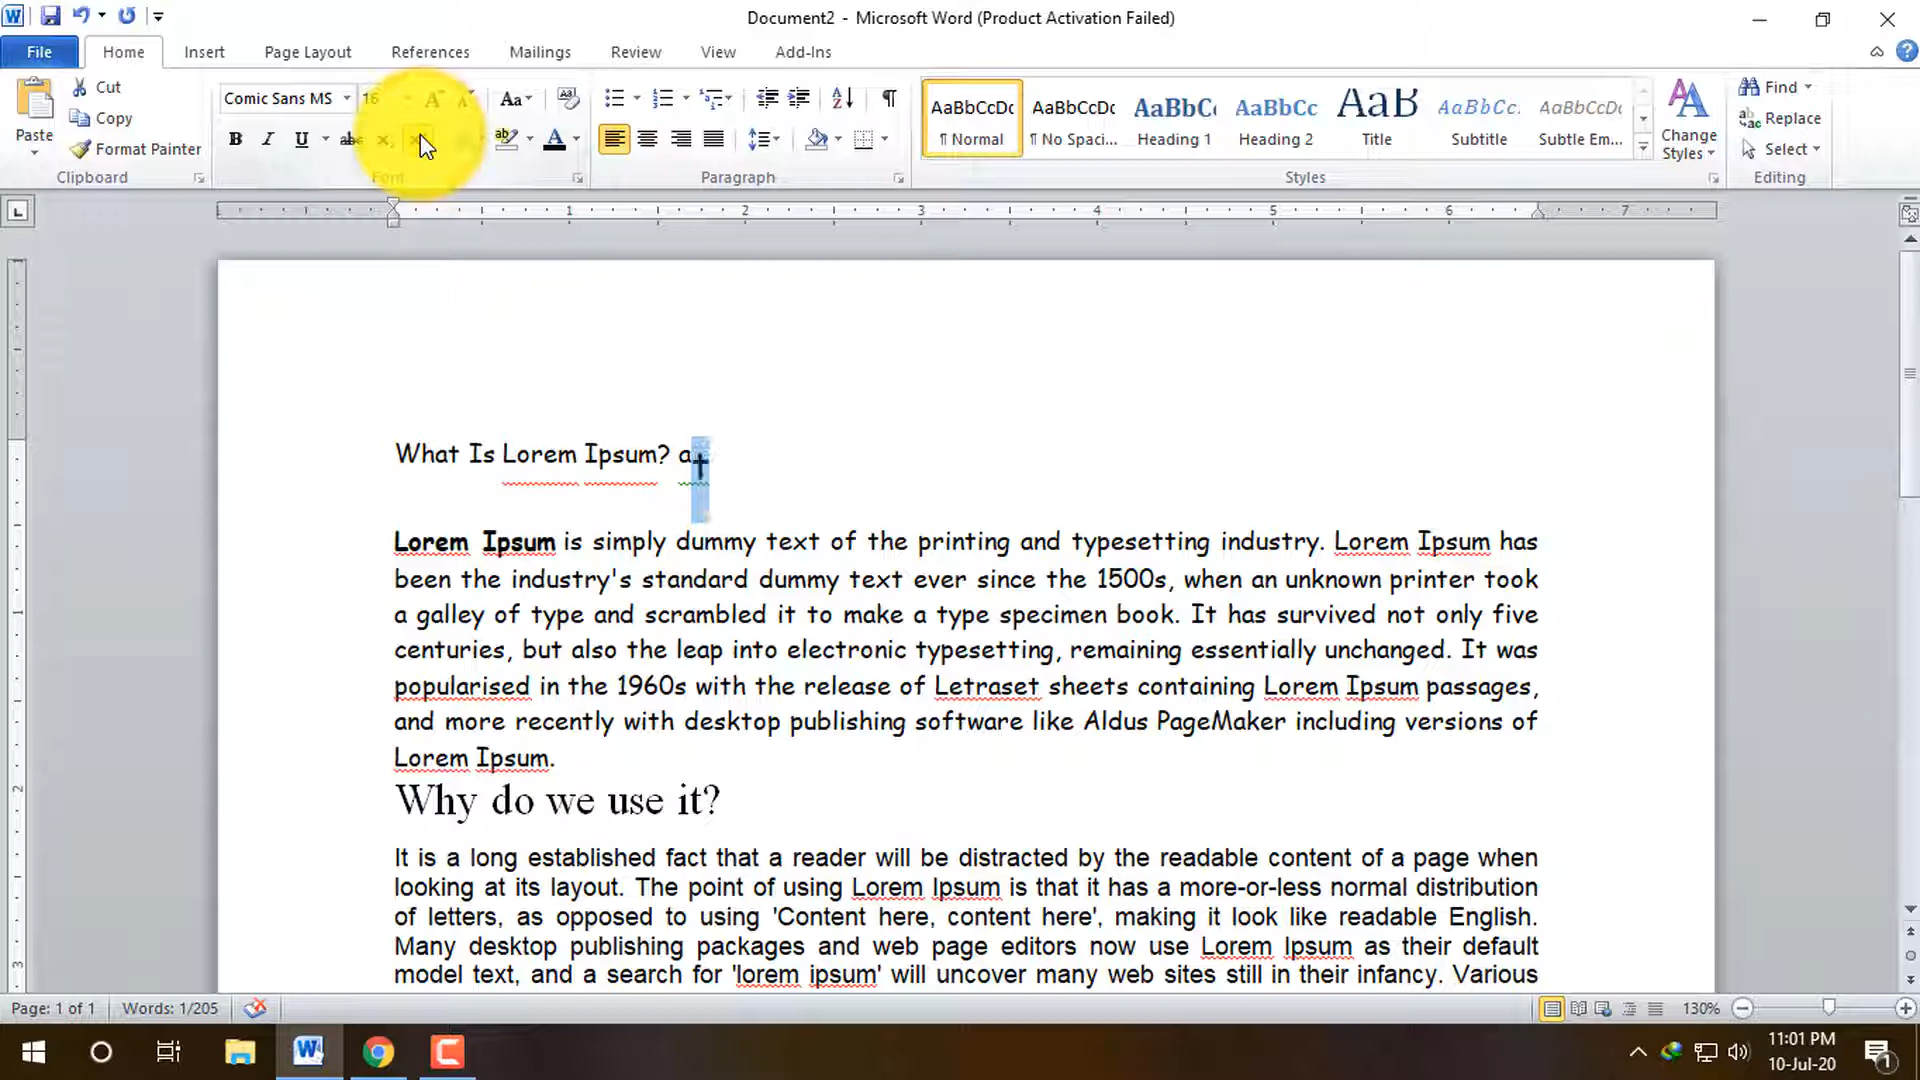 Document2 - Microsoft Word (Product Activation Failed)
File Home Insert Page Layout References Mailings Review View Add-Ins
Paste
Cut
Copy
Format Painter
Clipboard
Comic Sans MS 16
Aa
B I U abc
Font
Paragraph
AaBbCcDc AaBbCcDc AaBbC AaBbCc AaB AaBbCc. AaBbCcDc
¶ Normal ¶ No Spaci... Heading 1 Heading 2 Title Subtitle Subtle Em...
Styles
Change Styles
Find
Replace
Select
Editing
1 2 3 4 5 6 7
What Is Lorem Ipsum? at
Lorem Ipsum is simply dummy text of the printing and typesetting industry. Lorem Ipsum has
been the industry's standard dummy text ever since the 1500s, when an unknown printer took
a galley of type and scrambled it to make a type specimen book. It has survived not only five
centuries, but also the leap into electronic typesetting, remaining essentially unchanged. It was
popularised in the 1960s with the release of Letraset sheets containing Lorem Ipsum passages,
and more recently with desktop publishing software like Aldus PageMaker including versions of
Lorem Ipsum.
Why do we use it?
It is a long established fact that a reader will be distracted by the readable content of a page when
looking at its layout. The point of using Lorem Ipsum is that it has a more-or-less normal distribution
of letters, as opposed to using 'Content here, content here', making it look like readable English.
Many desktop publishing packages and web page editors now use Lorem Ipsum as their default
model text, and a search for 'lorem ipsum' will uncover many web sites still in their infancy. Various
Page: 1 of 1 Words: 1/205 130%
11:01 PM
10-Jul-20